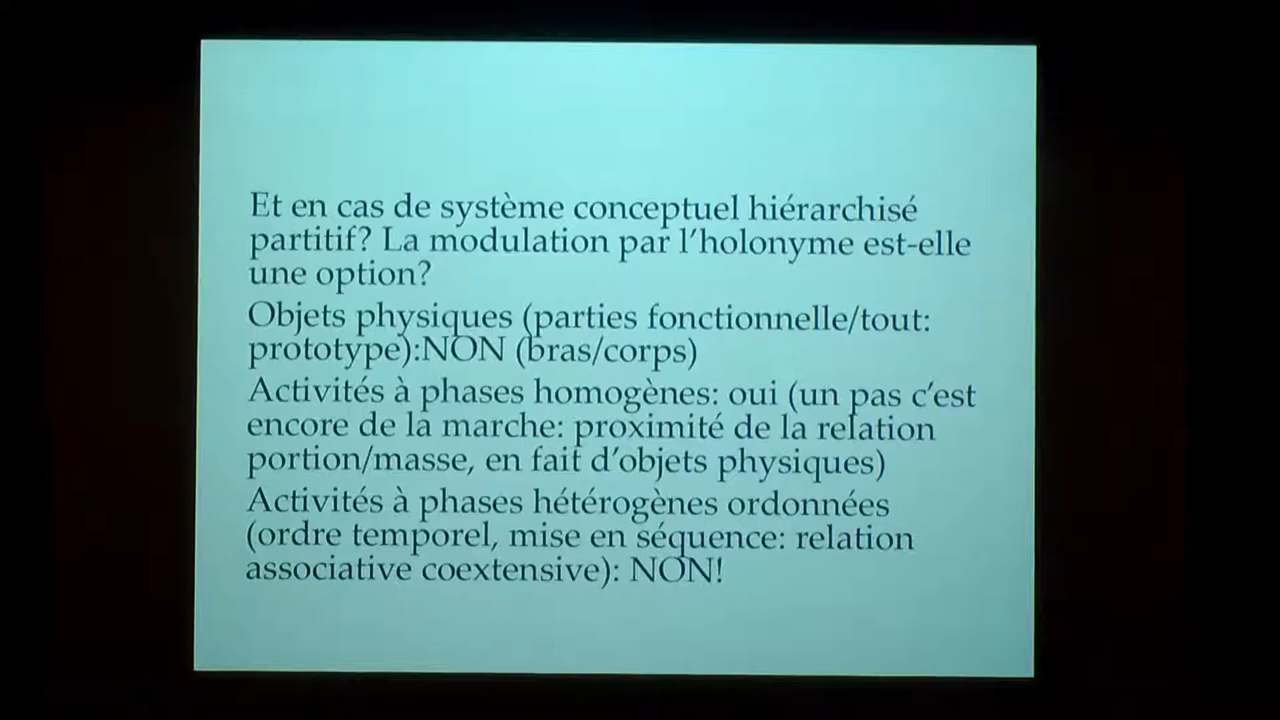 Et en cas de système conceptuel hiérarchisé
partitif? La modulation par l’holonyme est-elle
une option?
Objets physiques (parties fonctionnelle/tout:
prototype):NON (bras/corps)
Activités à phases homogènes: oui (un pas c’est
encore de la marche: proximité de la relation
portion/masse, en fait d’objets physiques)
Activités à phases hétérogènes ordonnées
(ordre temporel, mise en séquence: relation
associative coextensive): NON!